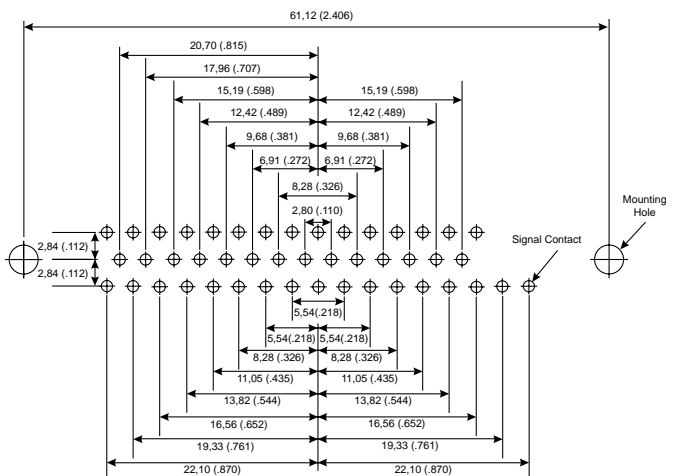 61,12 (2.406)
20,70 (.815)
17,96 (.707)
15,19 (.598) 15,19 (.598)
12,42 (.489) 12,42 (.489)
9,68 (.381) 9,68 (.381)
6,91 (.272) 6,91 (.272)
8,28 (.326)
2,80 (.110)
Mounting
Hole
Signal Contact
2,84 (.112)
2,84 (.112)
5,54(.218)
5,54(.218) 5,54(.218)
8,28 (.326) 8,28 (.326)
11,05 (.435) 11,05 (.435)
13,82 (.544) 13,82 (.544)
16,56 (.652) 16,56 (.652)
19,33 (.761) 19,33 (.761)
22,10 (.870) 22,10 (.870)